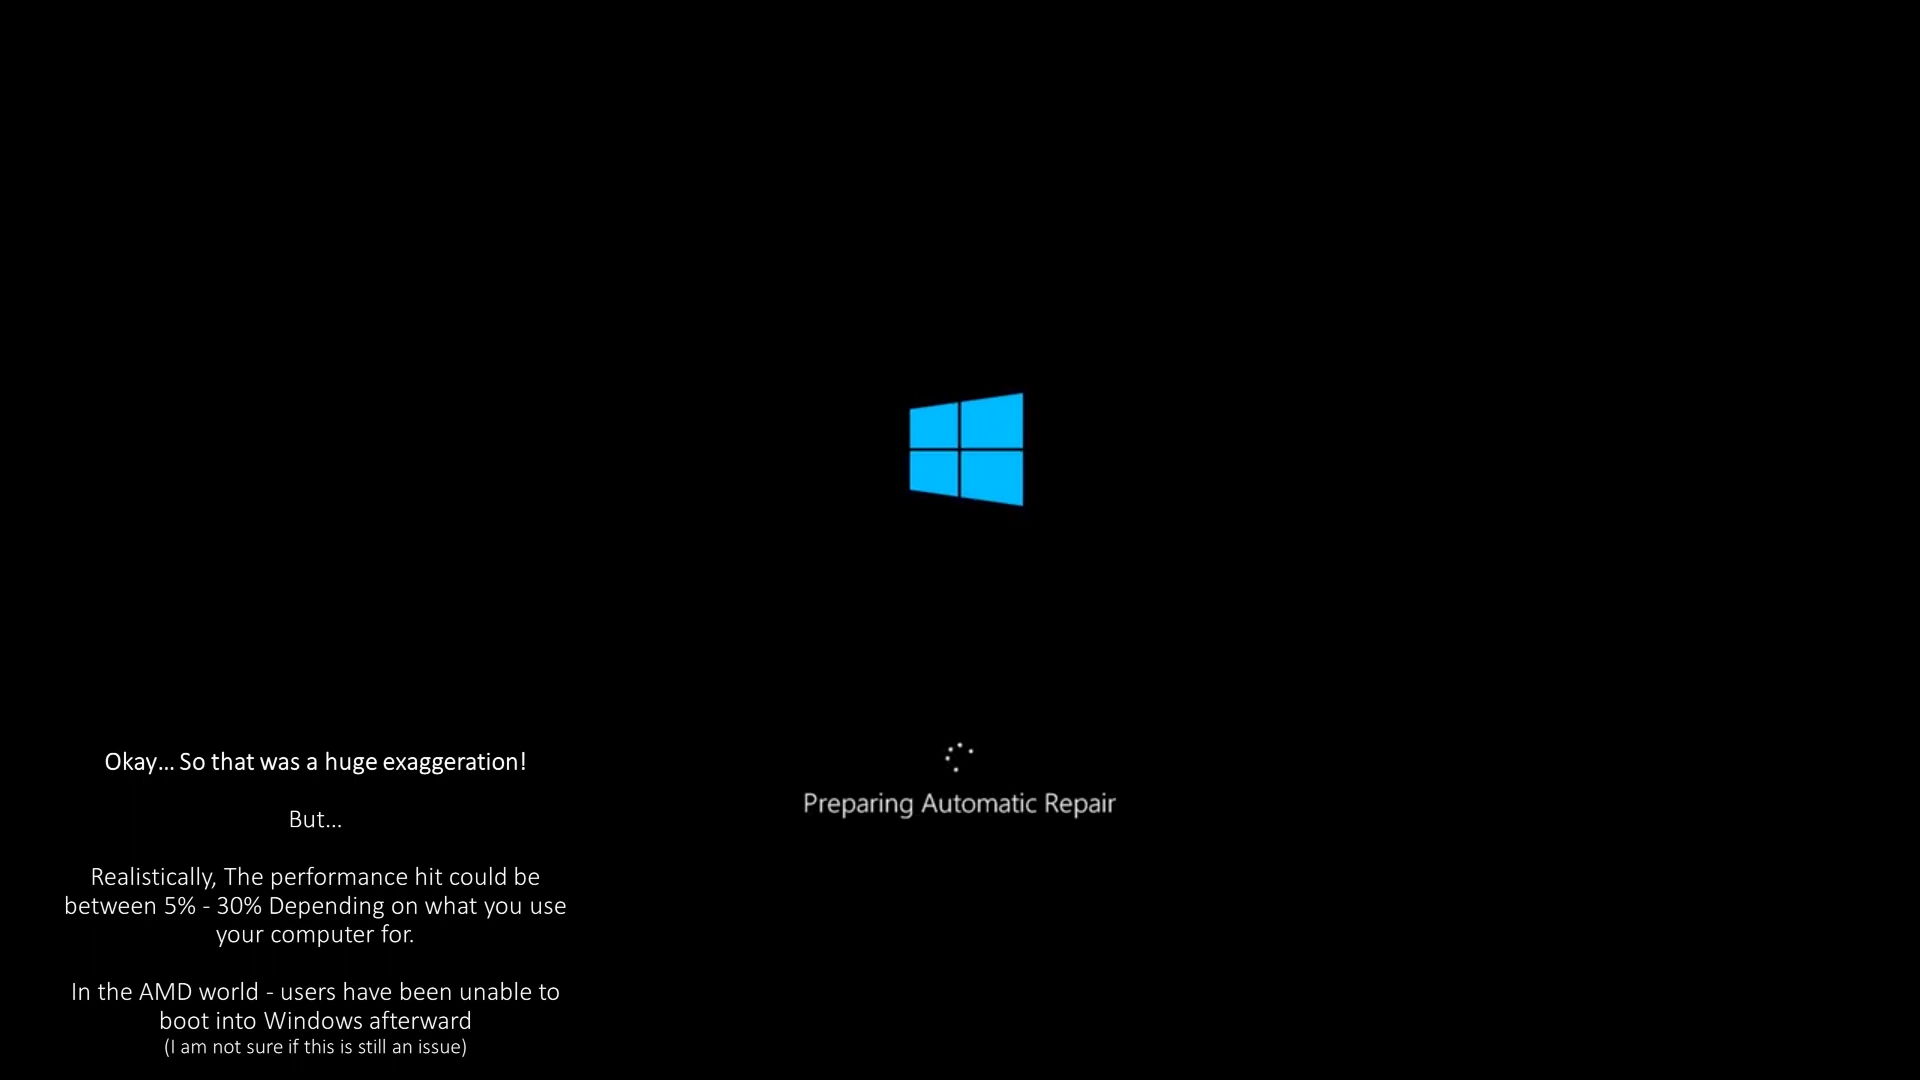 Preparing Automatic Repair
Okay... So that was a huge exaggeration!
But...
Realistically, The performance hit could be
between 5% - 30% Depending on what you use
your computer for.
In the AMD world - users have been unable to
boot into Windows afterward
(I am not sure if this is still an issue)